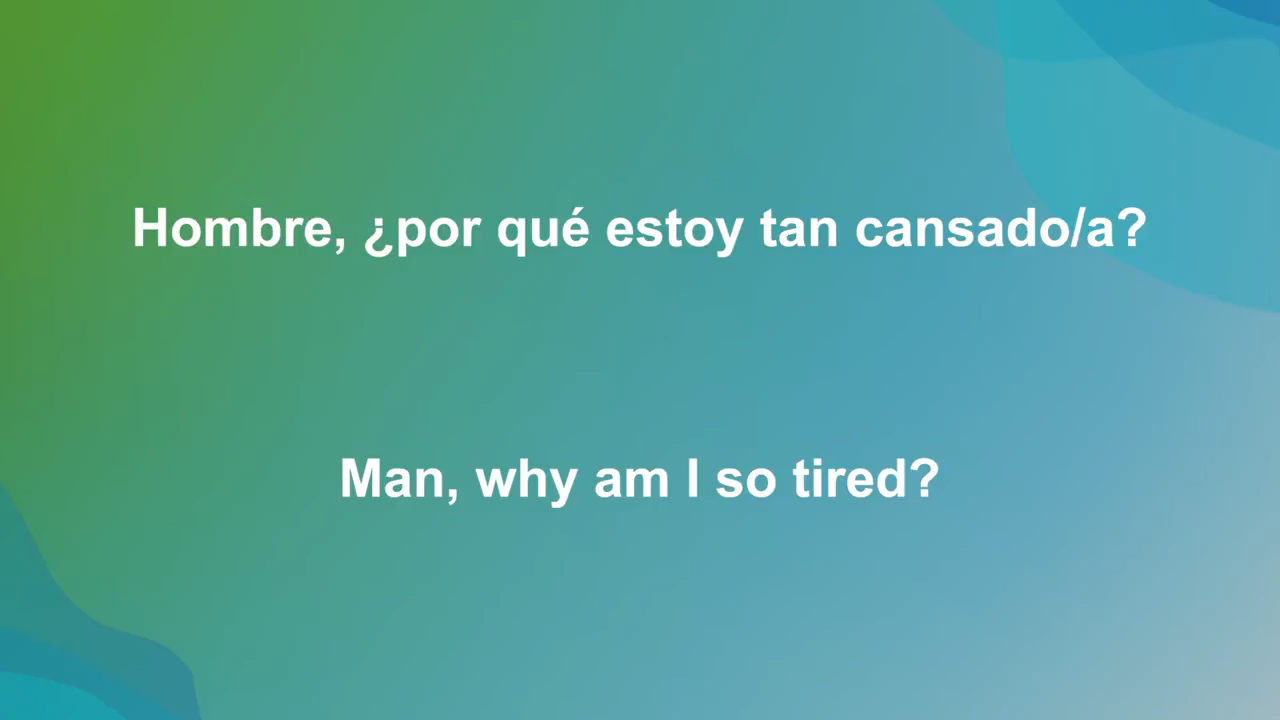 Hombre, ¿por qué estoy tan cansado/a?
Man, why am I so tired?